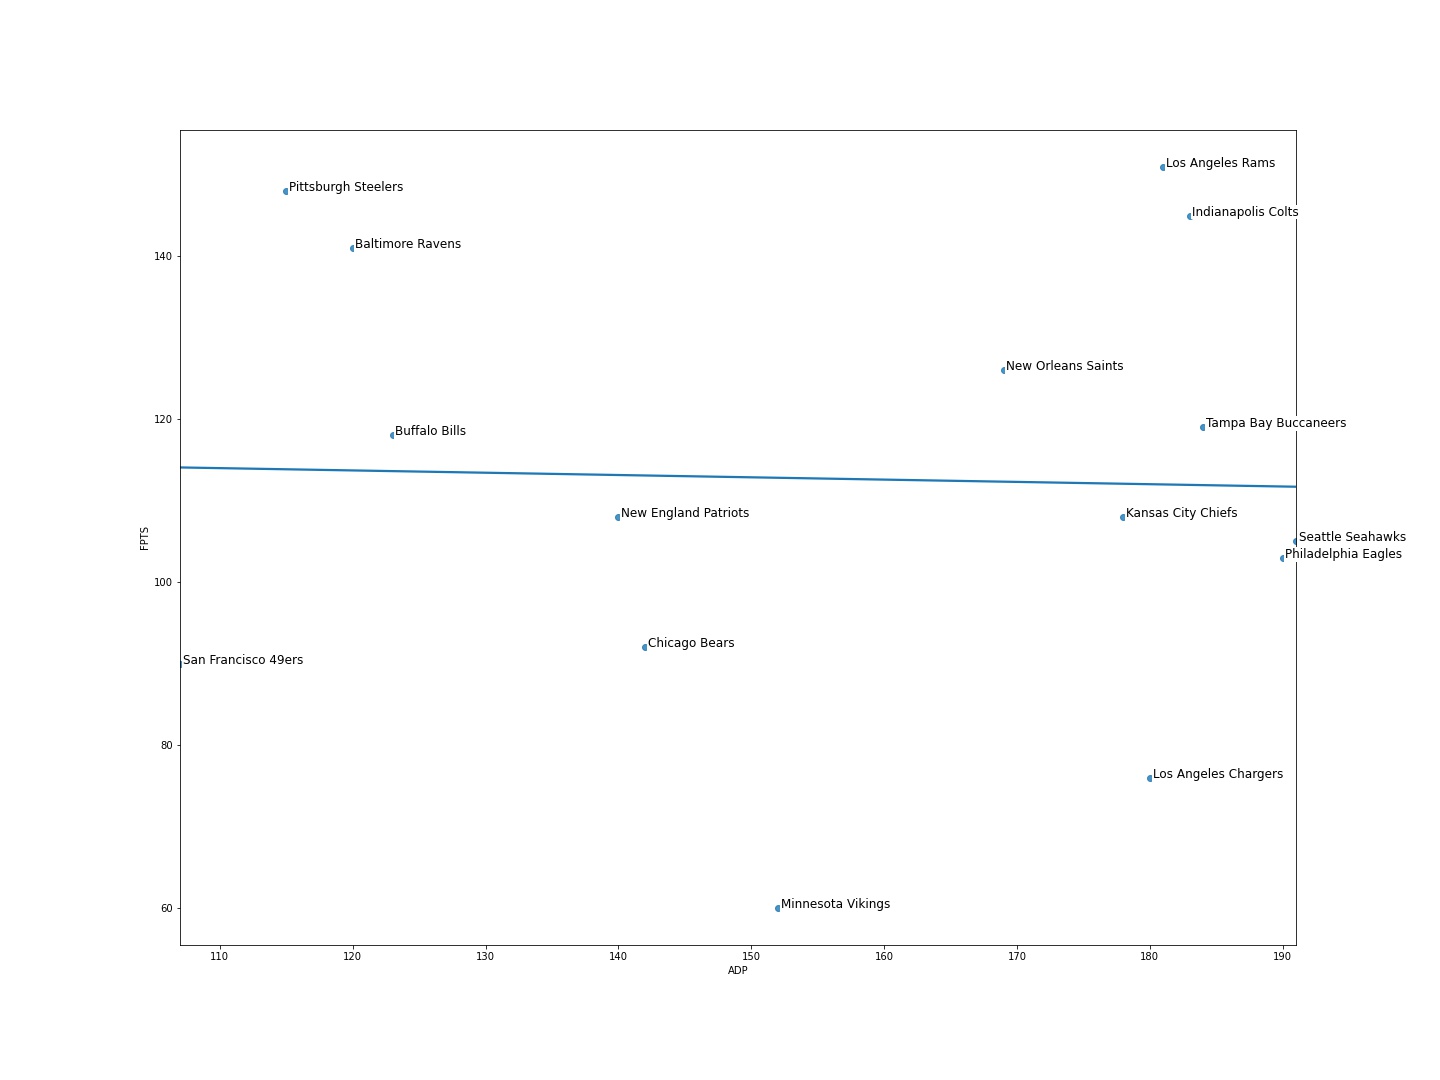 Los Angeles Rams
Pittsburgh Steelers
Indianapolis Colts
Baltimore Ravens
140
New Orleans Saints
120
Tampa Bay Buccaneers
Buffalo Bills
New England Patriots
Kansas City Chiefs
FPTS
Seattle Seahawks
Philadelphia Eagles
100
Chicago Bears
San Francisco 49ers
80
Los Angeles Chargers
60
Minnesota Vikings
110 120 130 140 150 160 170 180 190
ADP